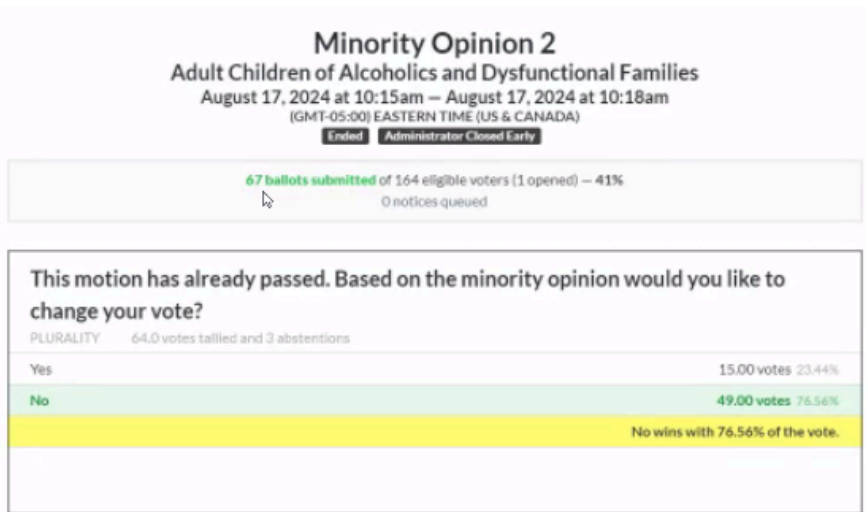 Minority Opinion 2
Adult Children of Alcoholics and Dysfunctional Families
August 17, 2024 at 10:15am — August 17, 2024 at 10:18am
(GMT-05:00) EASTERN TIME (US & CANADA)
Ended Administrator Closed Early
67 ballots submitted of 164 eligible voters (1 opened) — 41%
0 notices queued
This motion has already passed. Based on the minority opinion would you like to
change your vote?
PLURALITY 64.0 votes tallied and 3 abstentions
Yes 15.00 votes 23.44%
No 49.00 votes 76.56%
No wins with 76.56% of the vote.